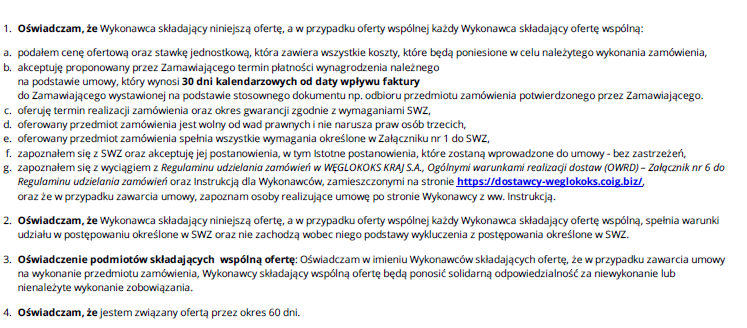 1. Oświadczam, że Wykonawca składający niniejszą ofertę, a w przypadku oferty wspólnej każdy Wykonawca składający ofertę wspólną:
a. podałem cenę ofertową oraz stawkę jednostkową, która zawiera wszystkie koszty, które będą poniesione w celu należytego wykonania zamówienia,
b. akceptuję proponowany przez Zamawiającego termin płatności wynagrodzenia należnego
na podstawie umowy, który wynosi 30 dni kalendarzowych od daty wpływu faktury
do Zamawiającego wystawionej na podstawie stosownego dokumentu np. odbioru przedmiotu zamówienia potwierdzonego przez Zamawiającego.
c. oferuję termin realizacji zamówienia oraz okres gwarancji zgodnie z wymaganiami SWZ,
d. oferowany przedmiot zamówienia jest wolny od wad prawnych i nie narusza praw osób trzecich,
e. oferowany przedmiot zamówienia spełnia wszystkie wymagania określone w Załączniku nr 1 do SWZ,
f. zapoznałem się z SWZ oraz akceptuję jej postanowienia, w tym Istotne postanowienia, które zostaną wprowadzone do umowy - bez zastrzeżeń,
g. zapoznałem się z wyciągiem z Regulaminu udzielania zamówień w WĘGLOKOKS KRAJ S.A., Ogólnymi warunkami realizacji dostaw (OWRD) – Załącznik nr 6 do
Regulaminu udzielania zamówień oraz Instrukcją dla Wykonawców, zamieszczonymi na stronie https://dostawcy-weglokoks.coig.biz/,
oraz że w przypadku zawarcia umowy, zapoznam osoby realizujące umowę po stronie Wykonawcy z ww. Instrukcją.
2. Oświadczam, że Wykonawca składający niniejszą ofertę, a w przypadku oferty wspólnej każdy Wykonawca składający ofertę wspólną, spełnia warunki
udziału w postępowaniu określone w SWZ oraz nie zachodzą wobec niego podstawy wykluczenia z postępowania określone w SWZ.
3. Oświadczenie podmiotów składających wspólną ofertę: Oświadczam w imieniu Wykonawców składających ofertę, że w przypadku zawarcia umowy
na wykonanie przedmiotu zamówienia, Wykonawcy składający wspólną ofertę będą ponosić solidarną odpowiedzialność za niewykonanie lub
nienależyte wykonanie zobowiązania.
4. Oświadczam, że jestem związany ofertą przez okres 60 dni.